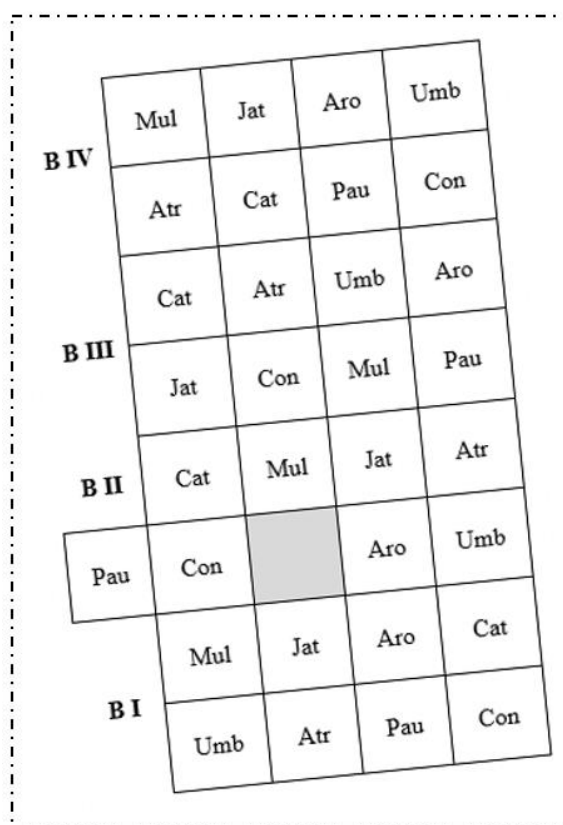 Mul Jat Aro Umb
B IV
Atr Cat Pau Con
Cat Atr Umb Aro
B III
Jat Con Mul Pau
B II Cat Mul Jat Atr
Pau Con Aro Umb
Mul Jat Aro Cat
B I
Umb Atr Pau Con